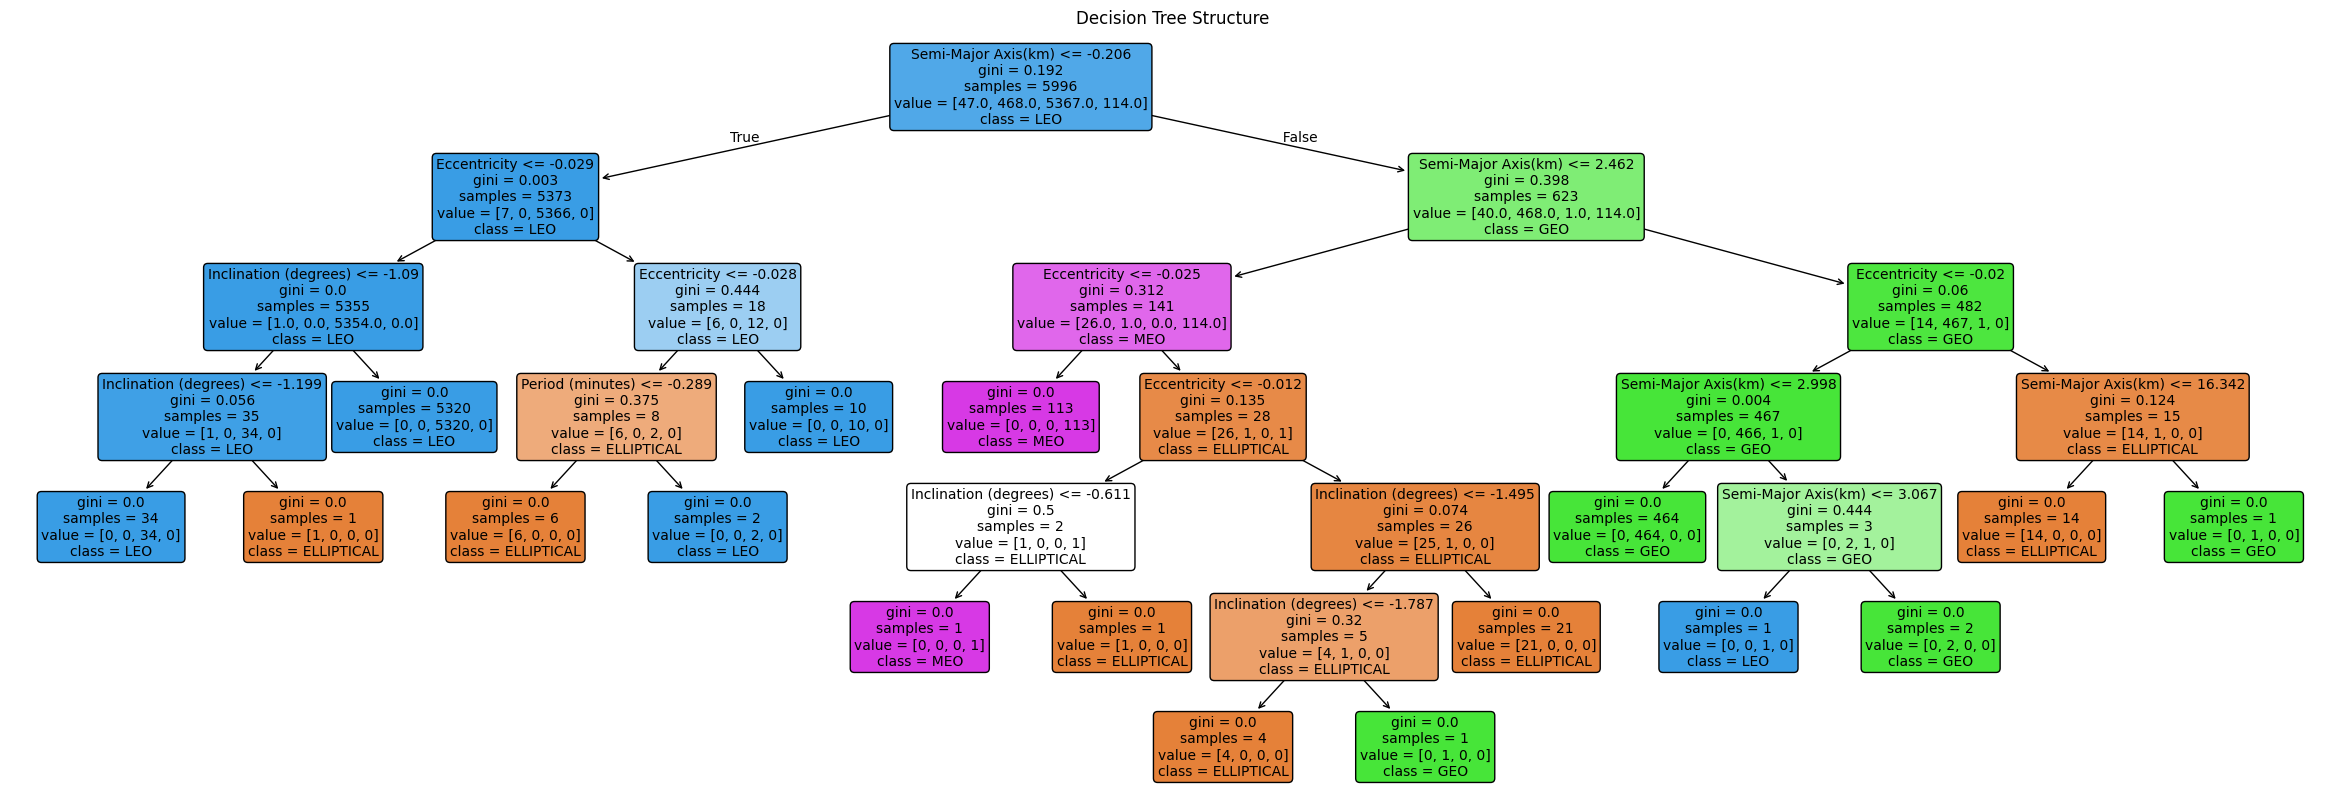 Decision Tree Structure
Semi-Major Axis(km) <= -0.206
gini = 0.192
samples = 5996
value = [47.0, 468.0, 5367.0, 114.0]
class = LEO
True
False
Eccentricity <= -0.029
gini = 0.003
samples = 5373
value = [7, 0, 5366, 0]
class = LEO
Semi-Major Axis(km) <= 2.462
gini = 0.398
samples = 623
value = [40.0, 468.0, 1.0, 114.0]
class = GEO
Inclination (degrees) <= -1.09
gini = 0.0
samples = 5355
value = [1.0, 0.0, 5354.0, 0.0]
class = LEO
Eccentricity <= -0.028
gini = 0.444
samples = 18
value = [6, 0, 12, 0]
class = LEO
Eccentricity <= -0.025
gini = 0.312
samples = 141
value = [26.0, 1.0, 0.0, 114.0]
class = MEO
Eccentricity <= -0.02
gini = 0.06
samples = 482
value = [14, 467, 1, 0]
class = GEO
Inclination (degrees) <= -1.199
gini = 0.056
samples = 35
value = [1, 0, 34, 0]
class = LEO
gini = 0.0
samples = 5320
value = [0, 0, 5320, 0]
class = LEO
Period (minutes) <= -0.289
gini = 0.375
samples = 8
value = [6, 0, 2, 0]
class = ELLIPTICAL
gini = 0.0
samples = 10
value = [0, 0, 10, 0]
class = LEO
gini = 0.0
samples = 113
value = [0, 0, 0, 113]
class = MEO
Eccentricity <= -0.012
gini = 0.135
samples = 28
value = [26, 1, 0, 1]
class = ELLIPTICAL
Semi-Major Axis(km) <= 2.998
gini = 0.004
samples = 467
value = [0, 466, 1, 0]
class = GEO
Semi-Major Axis(km) <= 16.342
gini = 0.124
samples = 15
value = [14, 1, 0, 0]
class = ELLIPTICAL
gini = 0.0
samples = 34
value = [0, 0, 34, 0]
class = LEO
gini = 0.0
samples = 1
value = [1, 0, 0, 0]
class = ELLIPTICAL
gini = 0.0
samples = 6
value = [6, 0, 0, 0]
class = ELLIPTICAL
gini = 0.0
samples = 2
value = [0, 0, 2, 0]
class = LEO
Inclination (degrees) <= -0.611
gini = 0.5
samples = 2
value = [1, 0, 0, 1]
class = ELLIPTICAL
Inclination (degrees) <= -1.495
gini = 0.074
samples = 26
value = [25, 1, 0, 0]
class = ELLIPTICAL
gini = 0.0
samples = 464
value = [0, 464, 0, 0]
class = GEO
Semi-Major Axis(km) <= 3.067
gini = 0.444
samples = 3
value = [0, 2, 1, 0]
class = GEO
gini = 0.0
samples = 14
value = [14, 0, 0, 0]
class = ELLIPTICAL
gini = 0.0
samples = 1
value = [0, 1, 0, 0]
class = GEO
gini = 0.0
samples = 1
value = [0, 0, 0, 1]
class = MEO
gini = 0.0
samples = 1
value = [1, 0, 0, 0]
class = ELLIPTICAL
Inclination (degrees) <= -1.787
gini = 0.32
samples = 5
value = [4, 1, 0, 0]
class = ELLIPTICAL
gini = 0.0
samples = 21
value = [21, 0, 0, 0]
class = ELLIPTICAL
gini = 0.0
samples = 1
value = [0, 0, 1, 0]
class = LEO
gini = 0.0
samples = 2
value = [0, 2, 0, 0]
class = GEO
gini = 0.0
samples = 4
value = [4, 0, 0, 0]
class = ELLIPTICAL
gini = 0.0
samples = 1
value = [0, 1, 0, 0]
class = GEO